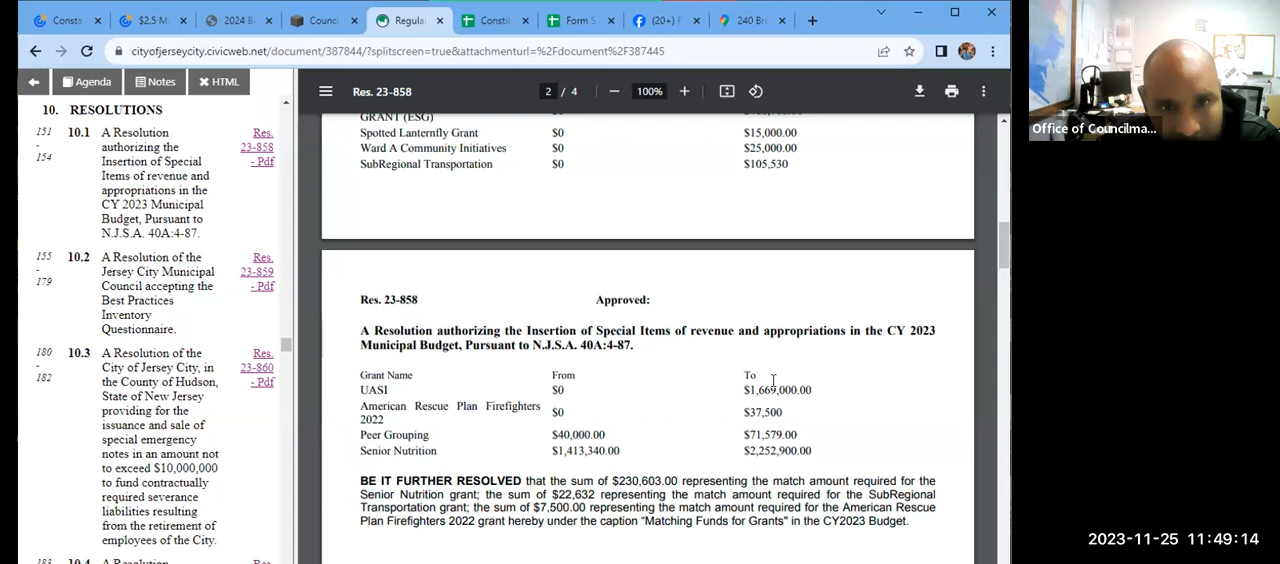 Consta
$2.5 Mi
2024 B
Counci
Regula
Consti
Form S
(20+) F
240 Br
cityofjerseycity.civicweb.net/document/387844/?splitscreen=true&attachmenturl=%2Fdocument%2F387445
Agenda
Notes
HTML
Res. 23-858
2 / 4
100%
10. RESOLUTIONS
151
-
154
10.1 A Resolution
authorizing the
Insertion of Special
Items of revenue and
appropriations in the
CY 2023 Municipal
Budget, Pursuant to
N.J.S.A. 40A:4-87.
Res.
23-858
- Pdf
155
-
179
10.2 A Resolution of the
Jersey City Municipal
Council accepting the
Best Practices
Inventory
Questionnaire.
Res.
23-859
- Pdf
180
-
182
10.3 A Resolution of the
City of Jersey City, in
the County of Hudson,
State of New Jersey
providing for the
issuance and sale of
special emergency
notes in an amount not
to exceed $10,000,000
to fund contractually
required severance
liabilities resulting
from the retirement of
employees of the City.
Res.
23-860
- Pdf
GRANT (ESG)
Spotted Lanternfly Grant $0 $15,000.00
Ward A Community Initiatives $0 $25,000.00
SubRegional Transportation $0 $105,530
Res. 23-858 Approved:
A Resolution authorizing the Insertion of Special Items of revenue and appropriations in the CY 2023
Municipal Budget, Pursuant to N.J.S.A. 40A:4-87.
Grant Name From To
UASI $0 $1,669,000.00
American Rescue Plan Firefighters
2022 $0 $37,500
Peer Grouping $40,000.00 $71,579.00
Senior Nutrition $1,413,340.00 $2,252,900.00
BE IT FURTHER RESOLVED that the sum of $230,603.00 representing the match amount required for the
Senior Nutrition grant; the sum of $22,632 representing the match amount required for the SubRegional
Transportation grant; the sum of $7,500.00 representing the match amount required for the American Rescue
Plan Firefighters 2022 grant hereby under the caption “Matching Funds for Grants” in the CY2023 Budget.
Office of Councilma...
2023-11-25 11:49:14